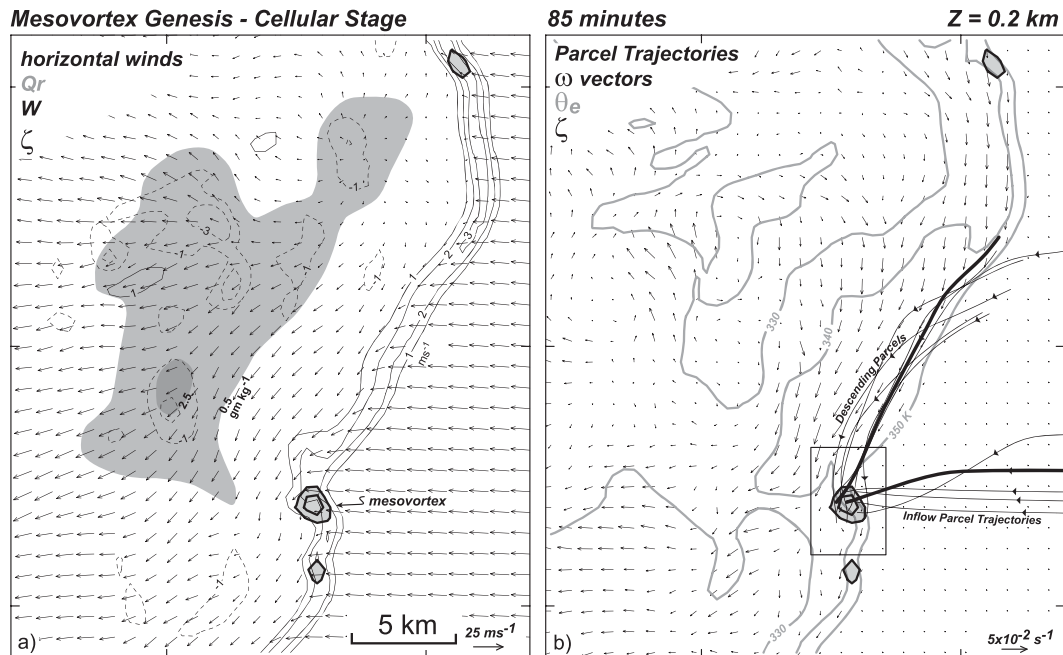 Mesovortex Genesis - Cellular Stage
85 minutes
Z = 0.2 km
horizontal winds
Qr
W
ζ
-1
-3
-1
-1
-1
1
3
2
1
2
1
ms-1
2.5
0.5
gm kg-1
-1
mesovortex
-1
5 km
25 ms-1
a)
Parcel Trajectories
ω vectors
θe
ζ
330
340
Descending Parcels
350 K
Inflow Parcel Trajectories
330
5x10-2 s-1
b)